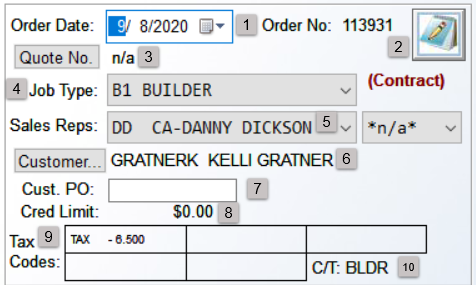 Order Date: 9/ 8/2020 1 Order No: 113931
2
Quote No. n/a 3
(Contract)
4 Job Type: B1 BUILDER
Sales Reps: DD CA-DANNY DICKSON 5 *n/a*
Customer... GRATNERK KELLI GRATNER 6
Cust. PO: 7
Cred Limit: $0.00 8
Tax 9 TAX - 6.500
Codes: C/T: BLDR 10